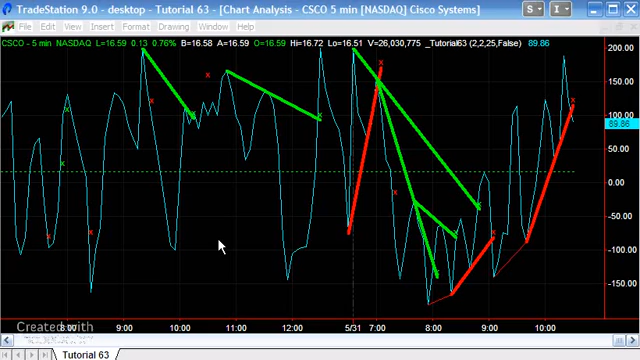 TradeStation 9.0 - desktop - Tutorial 63 - [Chart Analysis - CSCO 5 min [NASDAQ] Cisco Systems]
S I
File Edit View Insert Format Drawing Window Help
CSCO - 5 min NASDAQ L=16.59 0.13 0.76% B=16.58 A=16.59 O=16.59 Hi=16.72 Lo=16.51 V=26,030,775 _Tutorial63 (2,2,25,False) 89.86
200.00
150.00
100.00
89.86
50.00
0.00
-50.00
-100.00
-150.00
Created with
8:00 9:00 10:00 11:00 12:00 5/31 7:00 8:00 9:00 10:00
Tutorial 63